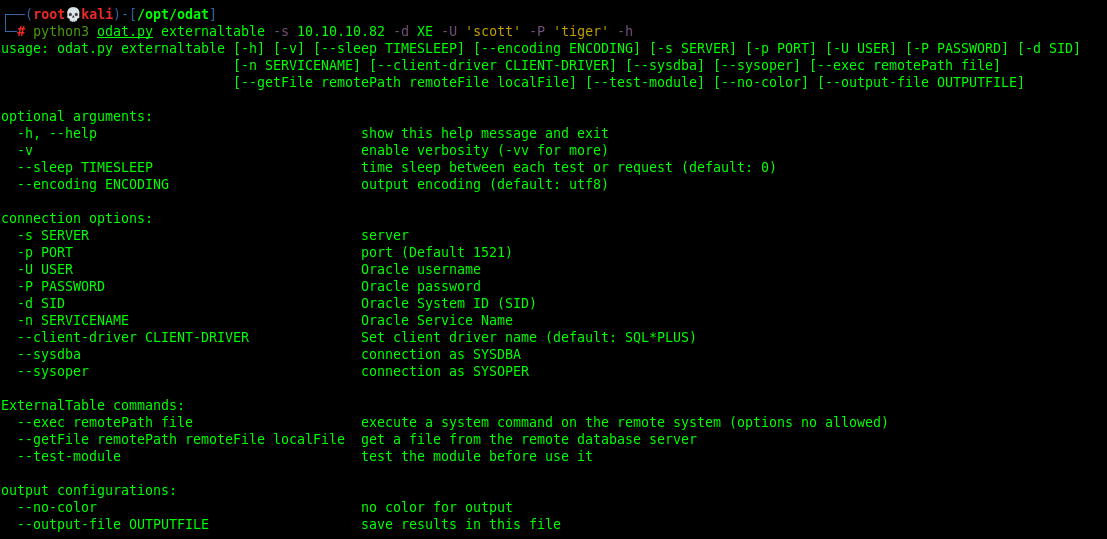 ┌──(root💀kali)-[/opt/odat]
└─# python3 odat.py externaltable -s 10.10.10.82 -d XE -U 'scott' -P 'tiger' -h
usage: odat.py externaltable [-h] [-v] [--sleep TIMESLEEP] [--encoding ENCODING] [-s SERVER] [-p PORT] [-U USER] [-P PASSWORD] [-d SID]
                             [-n SERVICENAME] [--client-driver CLIENT-DRIVER] [--sysdba] [--sysoper] [--exec remotePath file]
                             [--getFile remotePath remoteFile localFile] [--test-module] [--no-color] [--output-file OUTPUTFILE]

optional arguments:
  -h, --help                                 show this help message and exit
  -v                                         enable verbosity (-vv for more)
  --sleep TIMESLEEP                          time sleep between each test or request (default: 0)
  --encoding ENCODING                        output encoding (default: utf8)

connection options:
  -s SERVER                                  server
  -p PORT                                    port (Default 1521)
  -U USER                                    Oracle username
  -P PASSWORD                                Oracle password
  -d SID                                     Oracle System ID (SID)
  -n SERVICENAME                             Oracle Service Name
  --client-driver CLIENT-DRIVER              Set client driver name (default: SQL*PLUS)
  --sysdba                                   connection as SYSDBA
  --sysoper                                  connection as SYSOPER

ExternalTable commands:
  --exec remotePath file                     execute a system command on the remote system (options no allowed)
  --getFile remotePath remoteFile localFile  get a file from the remote database server
  --test-module                              test the module before use it

output configurations:
  --no-color                                 no color for output
  --output-file OUTPUTFILE                   save results in this file